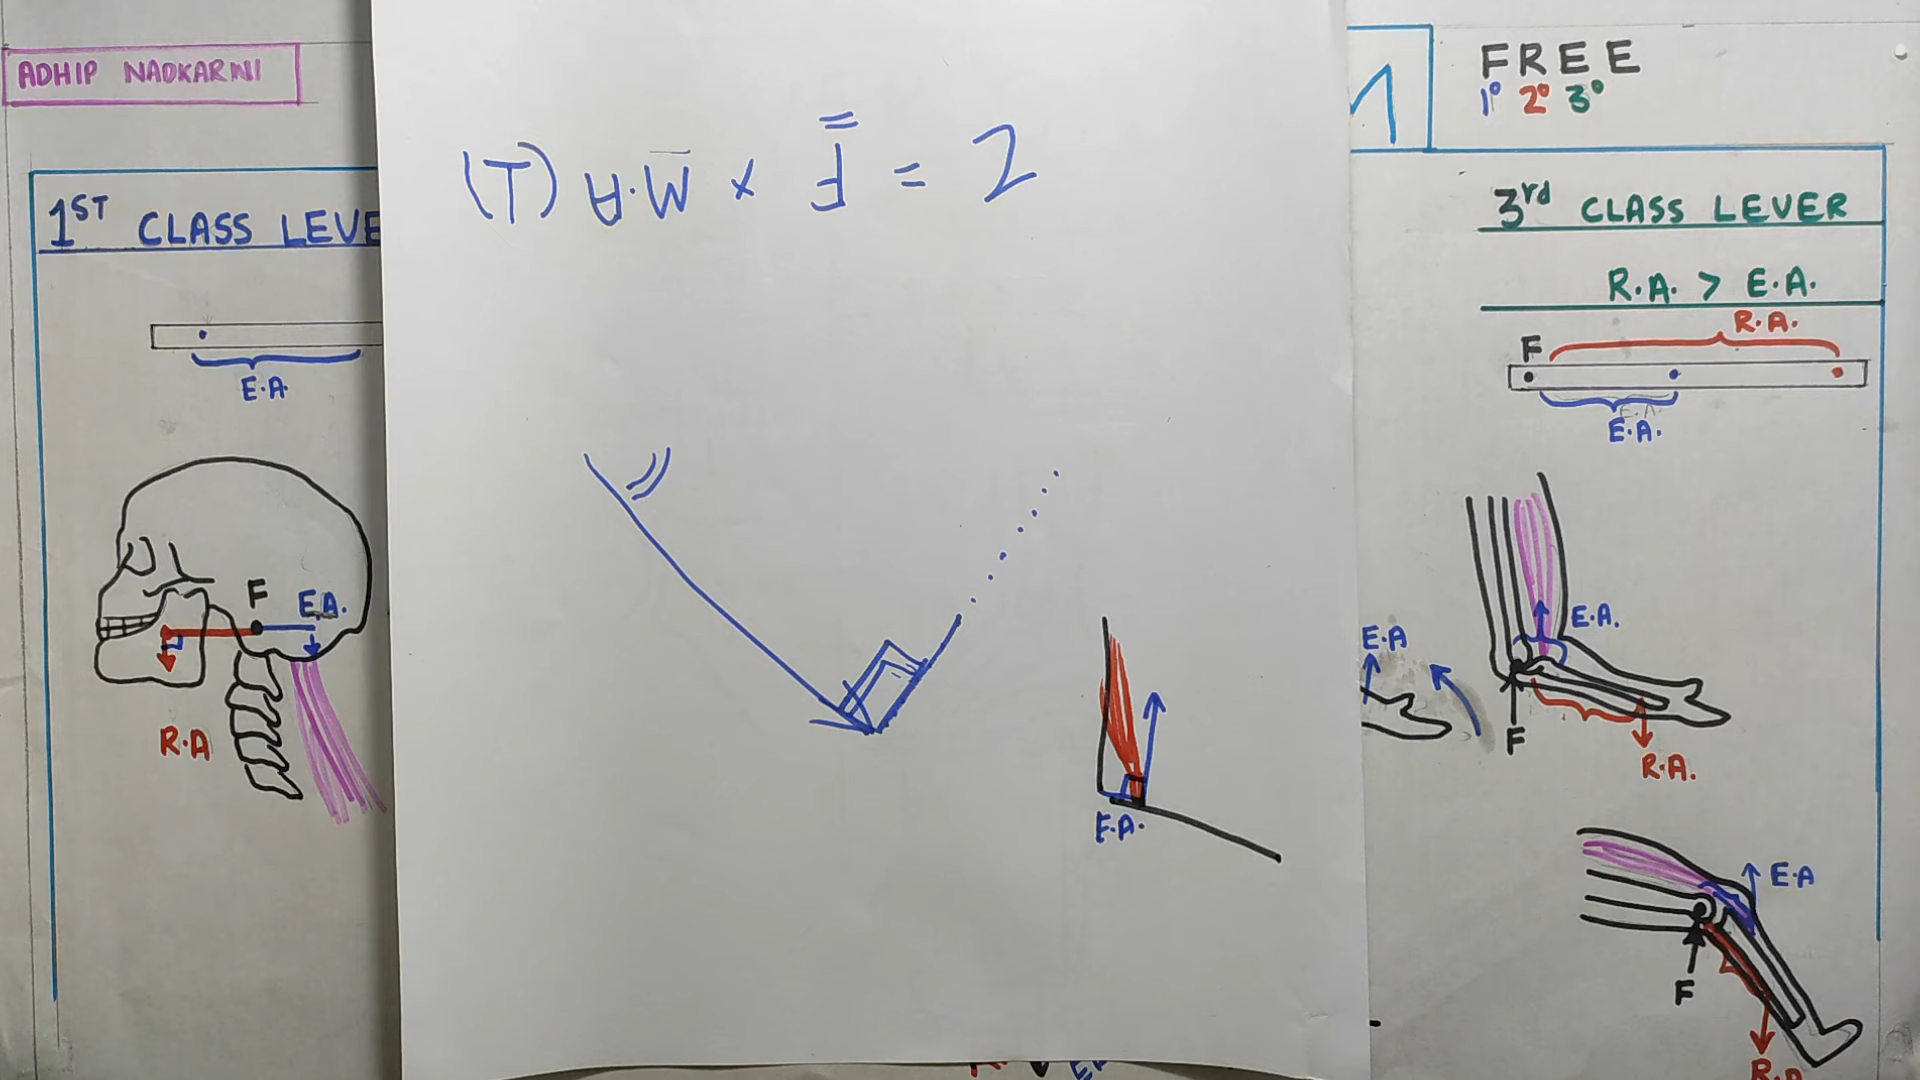 ADHIP NADKARNI
FREE
1° 2° 3°
Z = F x M.A (⊥)
1ST CLASS LEVE
E.A
F
E.A.
R.A
E.A.
3rd CLASS LEVER
R.A. > E.A.
R.A.
F
E.A.
E.A
E.A.
F
R.A.
E.A
F
R.A